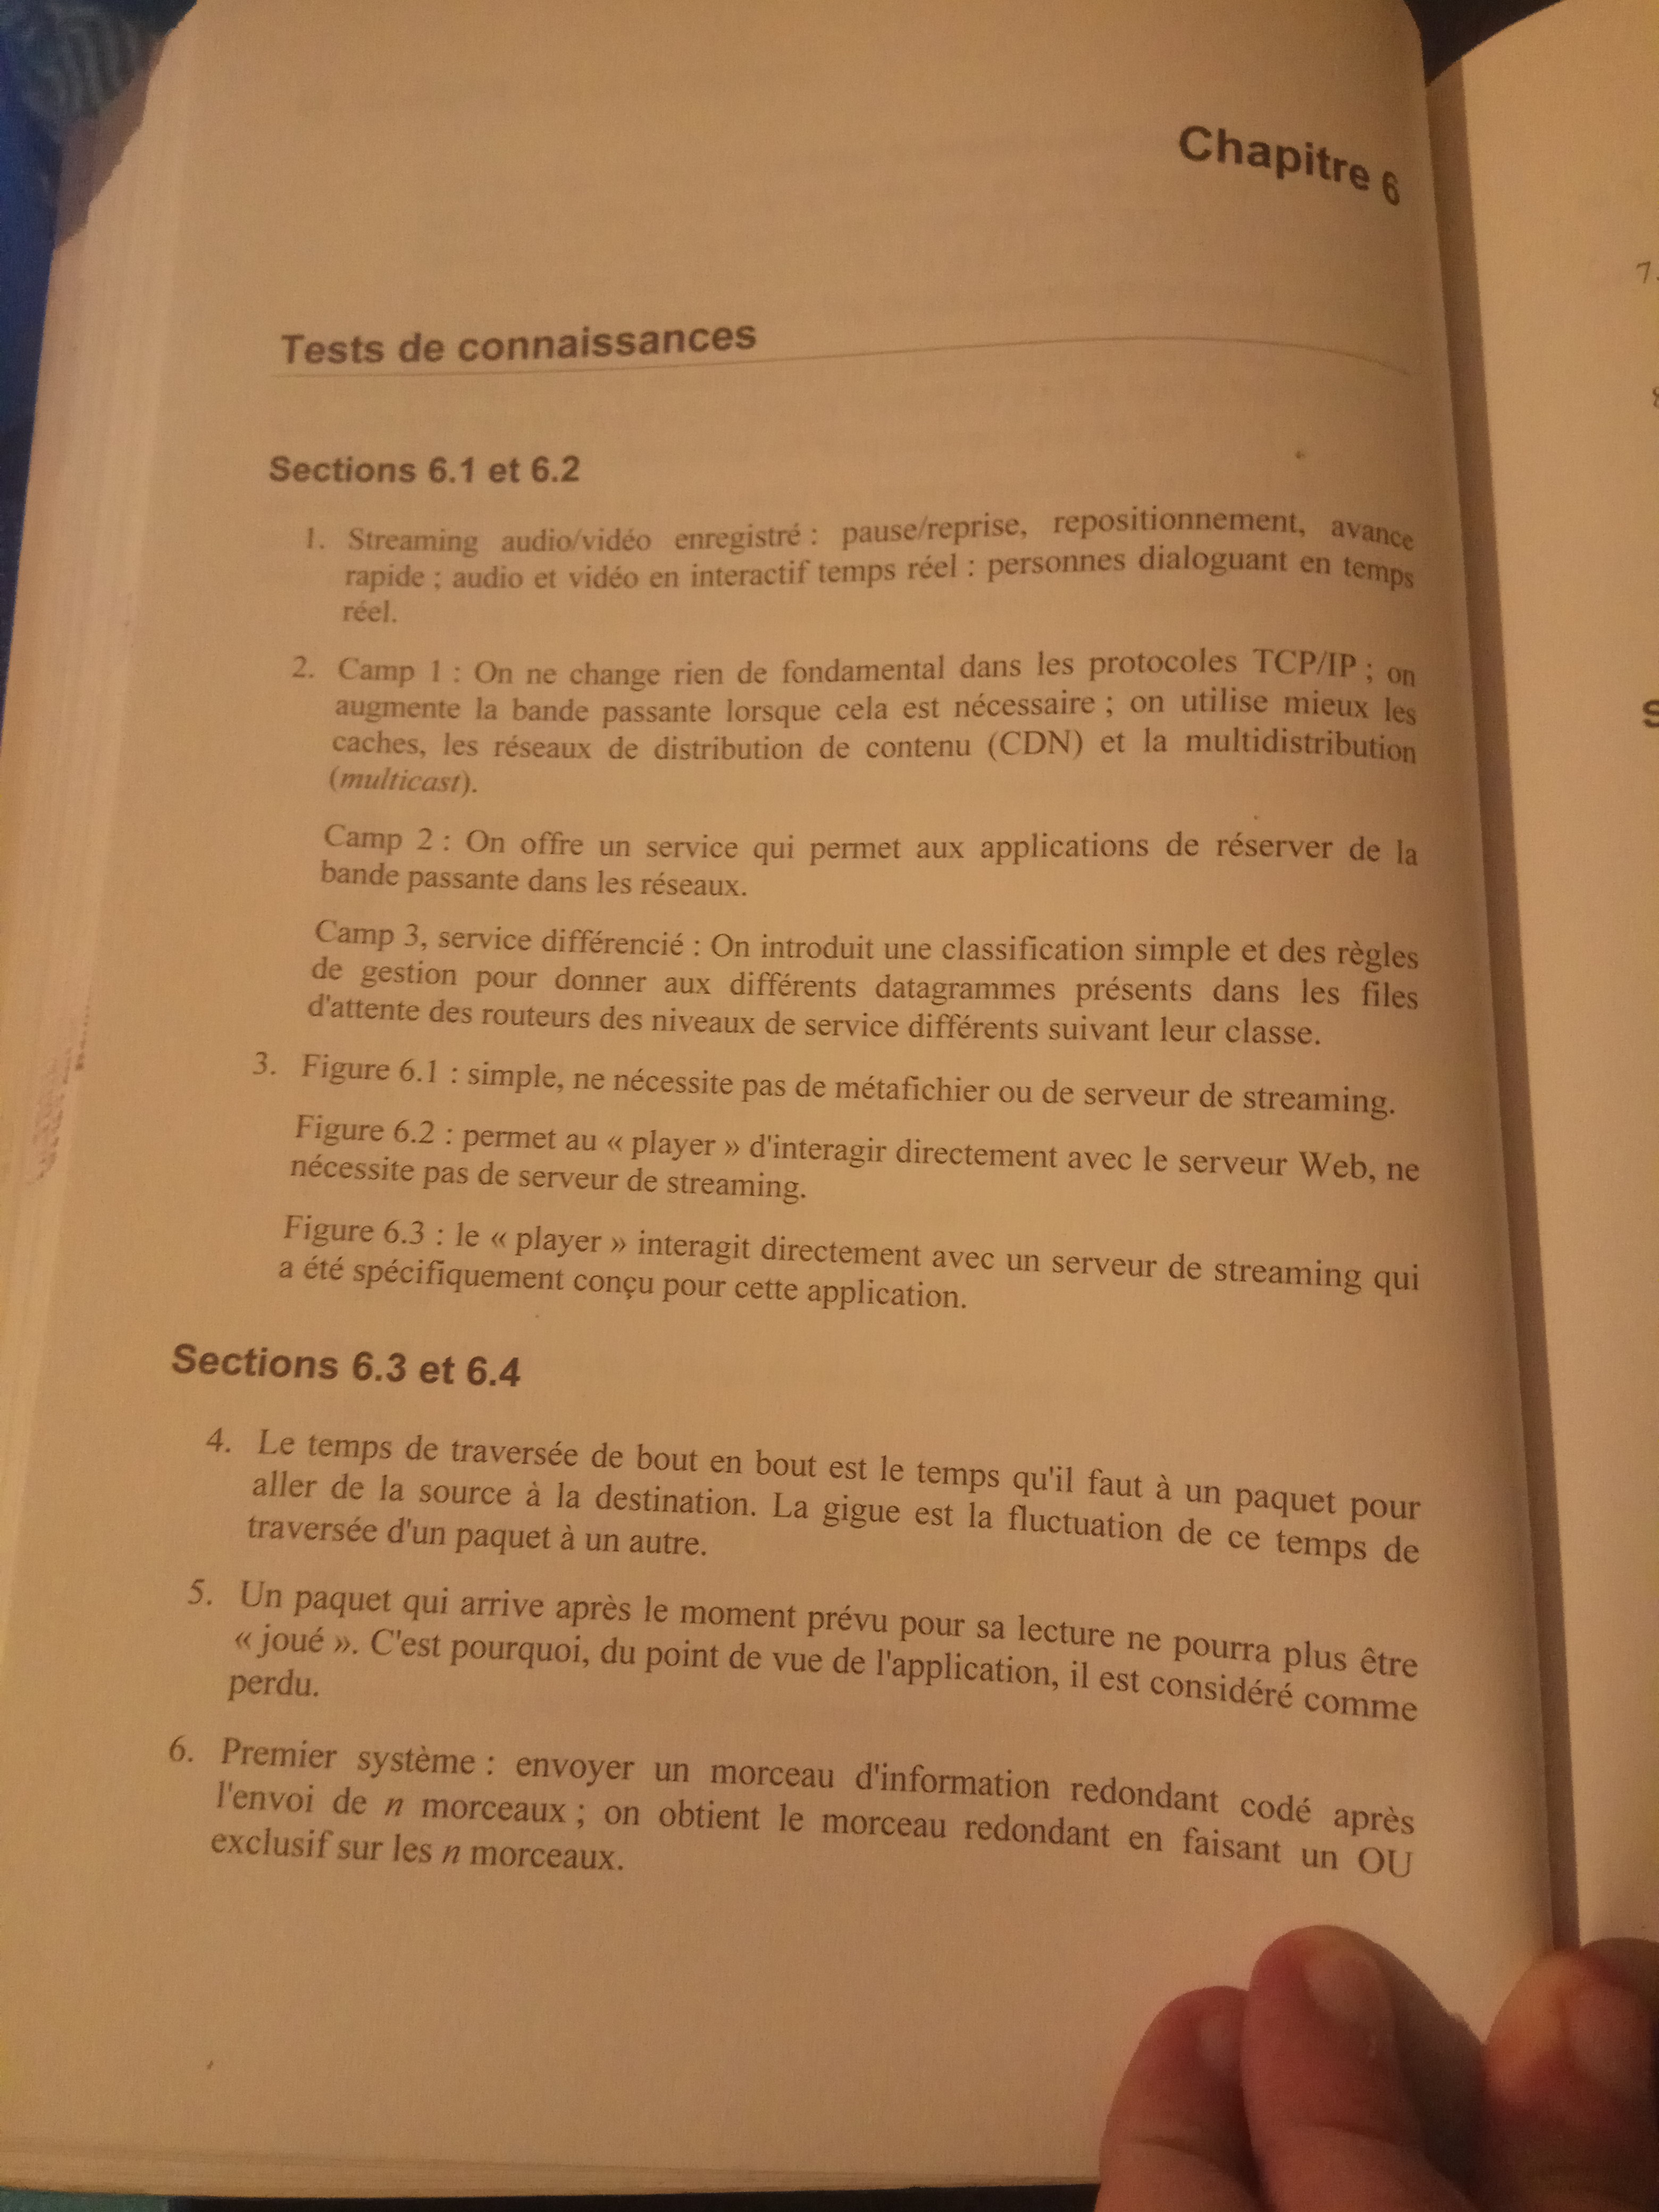 Chapitre 6
Tests de connaissances
Sections 6.1 et 6.2
1. Streaming audio/vidéo enregistré : pause/reprise, repositionnement, avance
rapide ; audio et vidéo en interactif temps réel : personnes dialoguant en temps
réel.
2. Camp 1 : On ne change rien de fondamental dans les protocoles TCP/IP ; on
augmente la bande passante lorsque cela est nécessaire ; on utilise mieux les
caches, les réseaux de distribution de contenu (CDN) et la multidistribution
(multicast).
Camp 2 : On offre un service qui permet aux applications de réserver de la
bande passante dans les réseaux.
Camp 3, service différencié : On introduit une classification simple et des règles
de gestion pour donner aux différents datagrammes présents dans les files
d'attente des routeurs des niveaux de service différents suivant leur classe.
3. Figure 6.1 : simple, ne nécessite pas de métafichier ou de serveur de streaming.
Figure 6.2 : permet au « player » d'interagir directement avec le serveur Web, ne
nécessite pas de serveur de streaming.
Figure 6.3 : le « player » interagit directement avec un serveur de streaming qui
a été spécifiquement conçu pour cette application.
Sections 6.3 et 6.4
4. Le temps de traversée de bout en bout est le temps qu'il faut à un paquet pour
aller de la source à la destination. La gigue est la fluctuation de ce temps de
traversée d'un paquet à un autre.
5. Un paquet qui arrive après le moment prévu pour sa lecture ne pourra plus être
« joué ». C'est pourquoi, du point de vue de l'application, il est considéré comme
perdu.
6. Premier système : envoyer un morceau d'information redondant codé après
l'envoi de n morceaux ; on obtient le morceau redondant en faisant un OU
exclusif sur les n morceaux.
7.